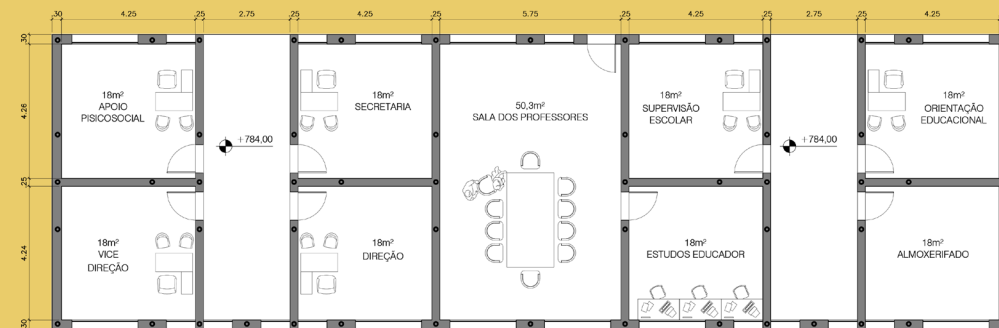 .30 4.25 .25 2.75 .25 4.25 .25 5.75 .25 4.25 .25 2.75 .25 4.25
.30
4.26
.25
4.24
.30
18m²
APOIO
PISICOSOCIAL
+784,00
18m²
SECRETARIA
50,3m²
SALA DOS PROFESSORES
18m²
SUPERVISÃO
ESCOLAR
+784,00
18m²
ORIENTAÇÃO
EDUCACIONAL
18m²
VICE
DIREÇÃO
18m²
DIREÇÃO
18m²
ESTUDOS EDUCADOR
18m²
ALMOXERIFADO